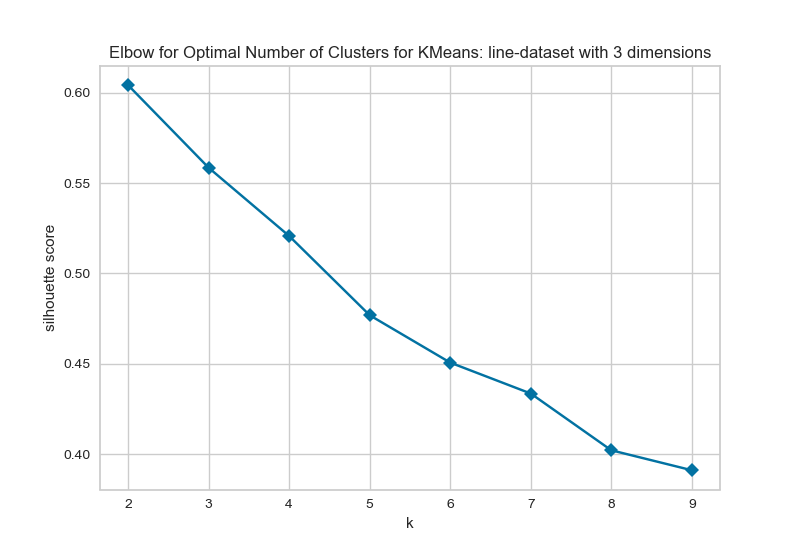 Elbow for Optimal Number of Clusters for KMeans: line-dataset with 3 dimensions
0.60
0.55
0.50
0.45
0.40
silhouette score
2 3 4 5 6 7 8 9
k